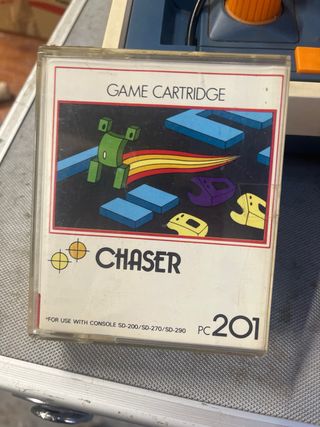 GAME CARTRIDGE
CHASER
*FOR USE WITH CONSOLE SD-200/SD-270/SD-290
PC 201